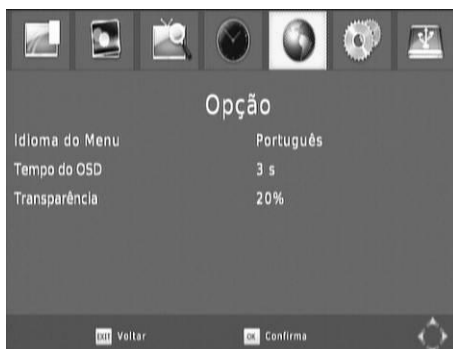 Opção
Idioma do Menu Português
Tempo do OSD 3 s
Transparência 20%
EXIT Voltar OK Confirma